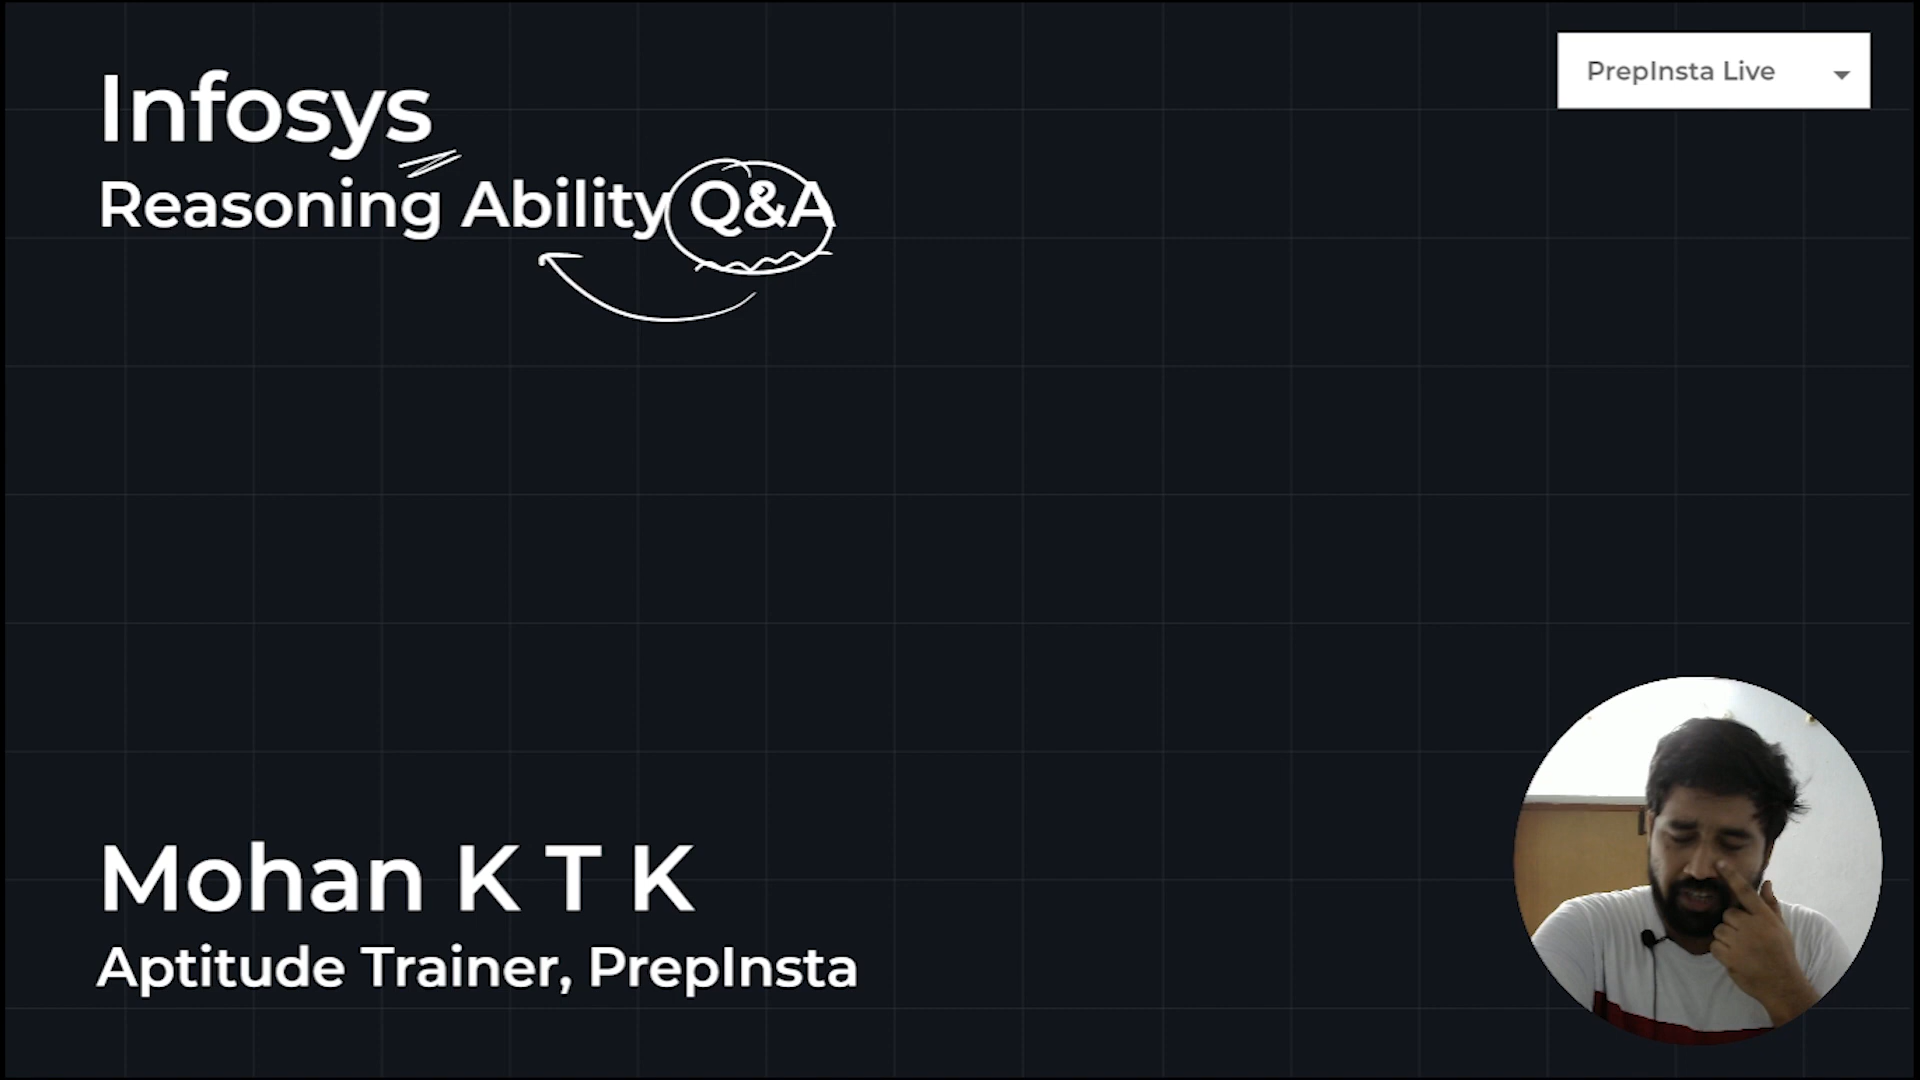 Infosys
PrepInsta Live
Reasoning Ability Q&A
Mohan K T K
Aptitude Trainer, PrepInsta